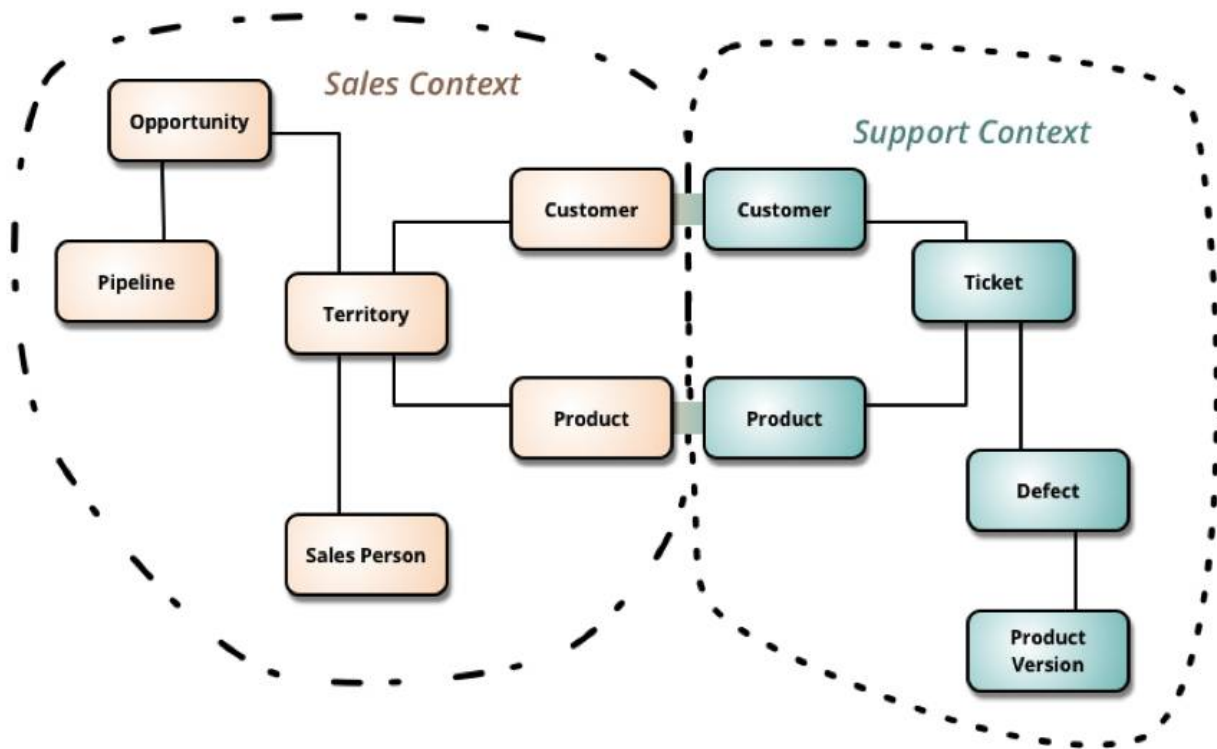 Sales Context
Opportunity
Support Context
Customer
Customer
Pipeline
Ticket
Territory
Product
Product
Defect
Sales Person
Product
Version